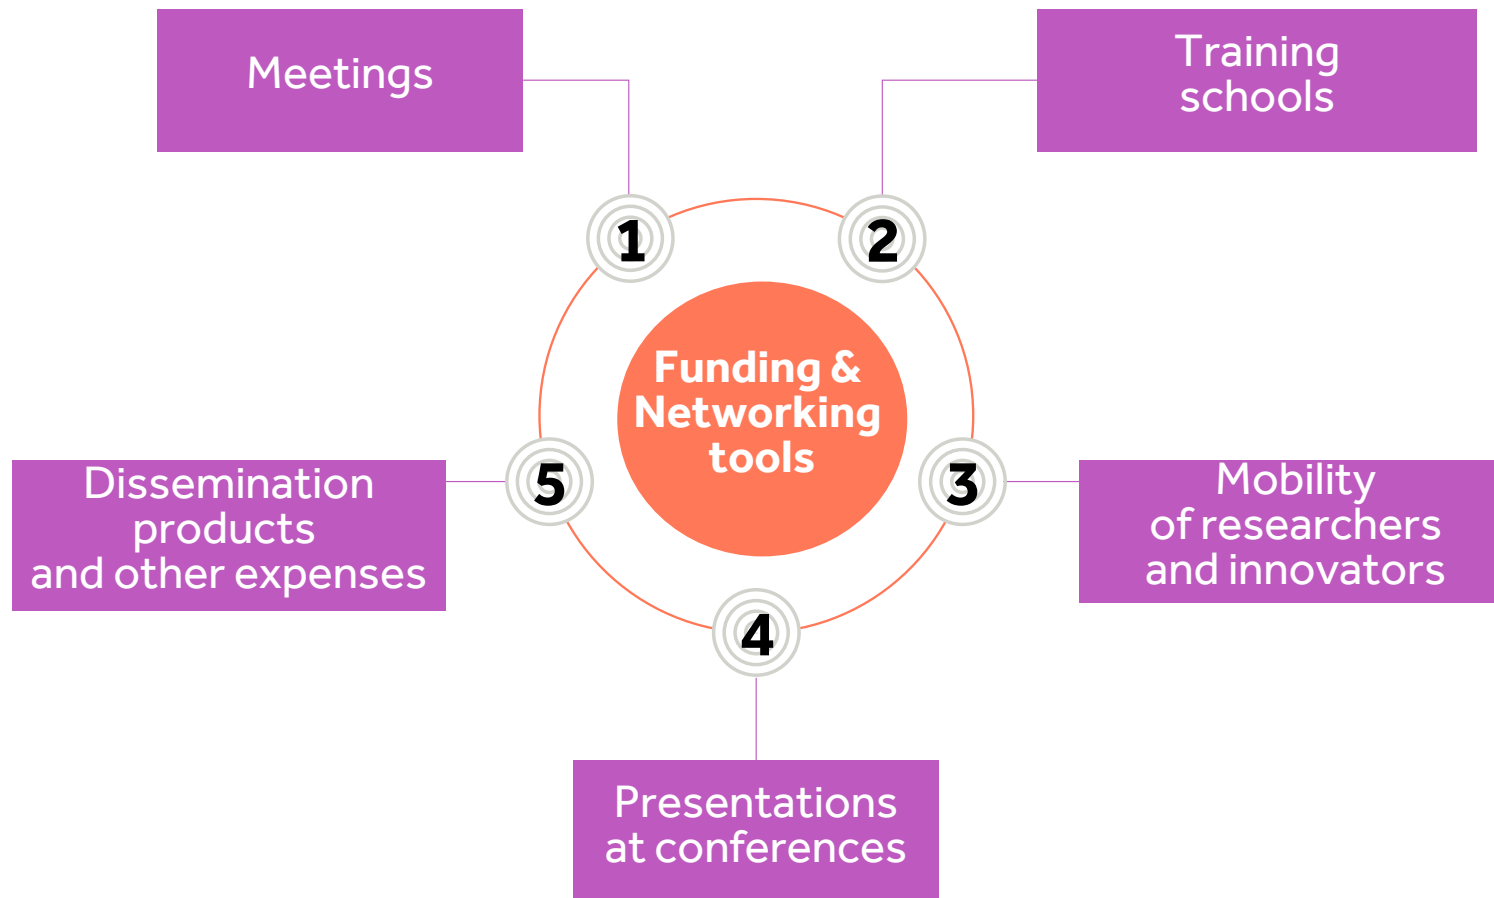 Meetings
Training
schools
1
2
Funding &
Networking
tools
5
3
Dissemination
products
and other expenses
Mobility
of researchers
and innovators
4
Presentations
at conferences